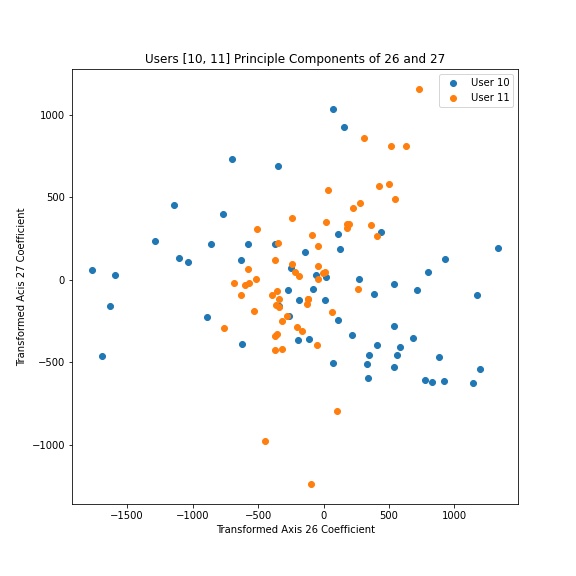 Users [10, 11] Principle Components of 26 and 27
User 10
User 11
1000
500
0
−500
−1000
Transformed Acis 27 Coefficient
−1500
−1000
−500
0
500
1000
Transformed Axis 26 Coefficient